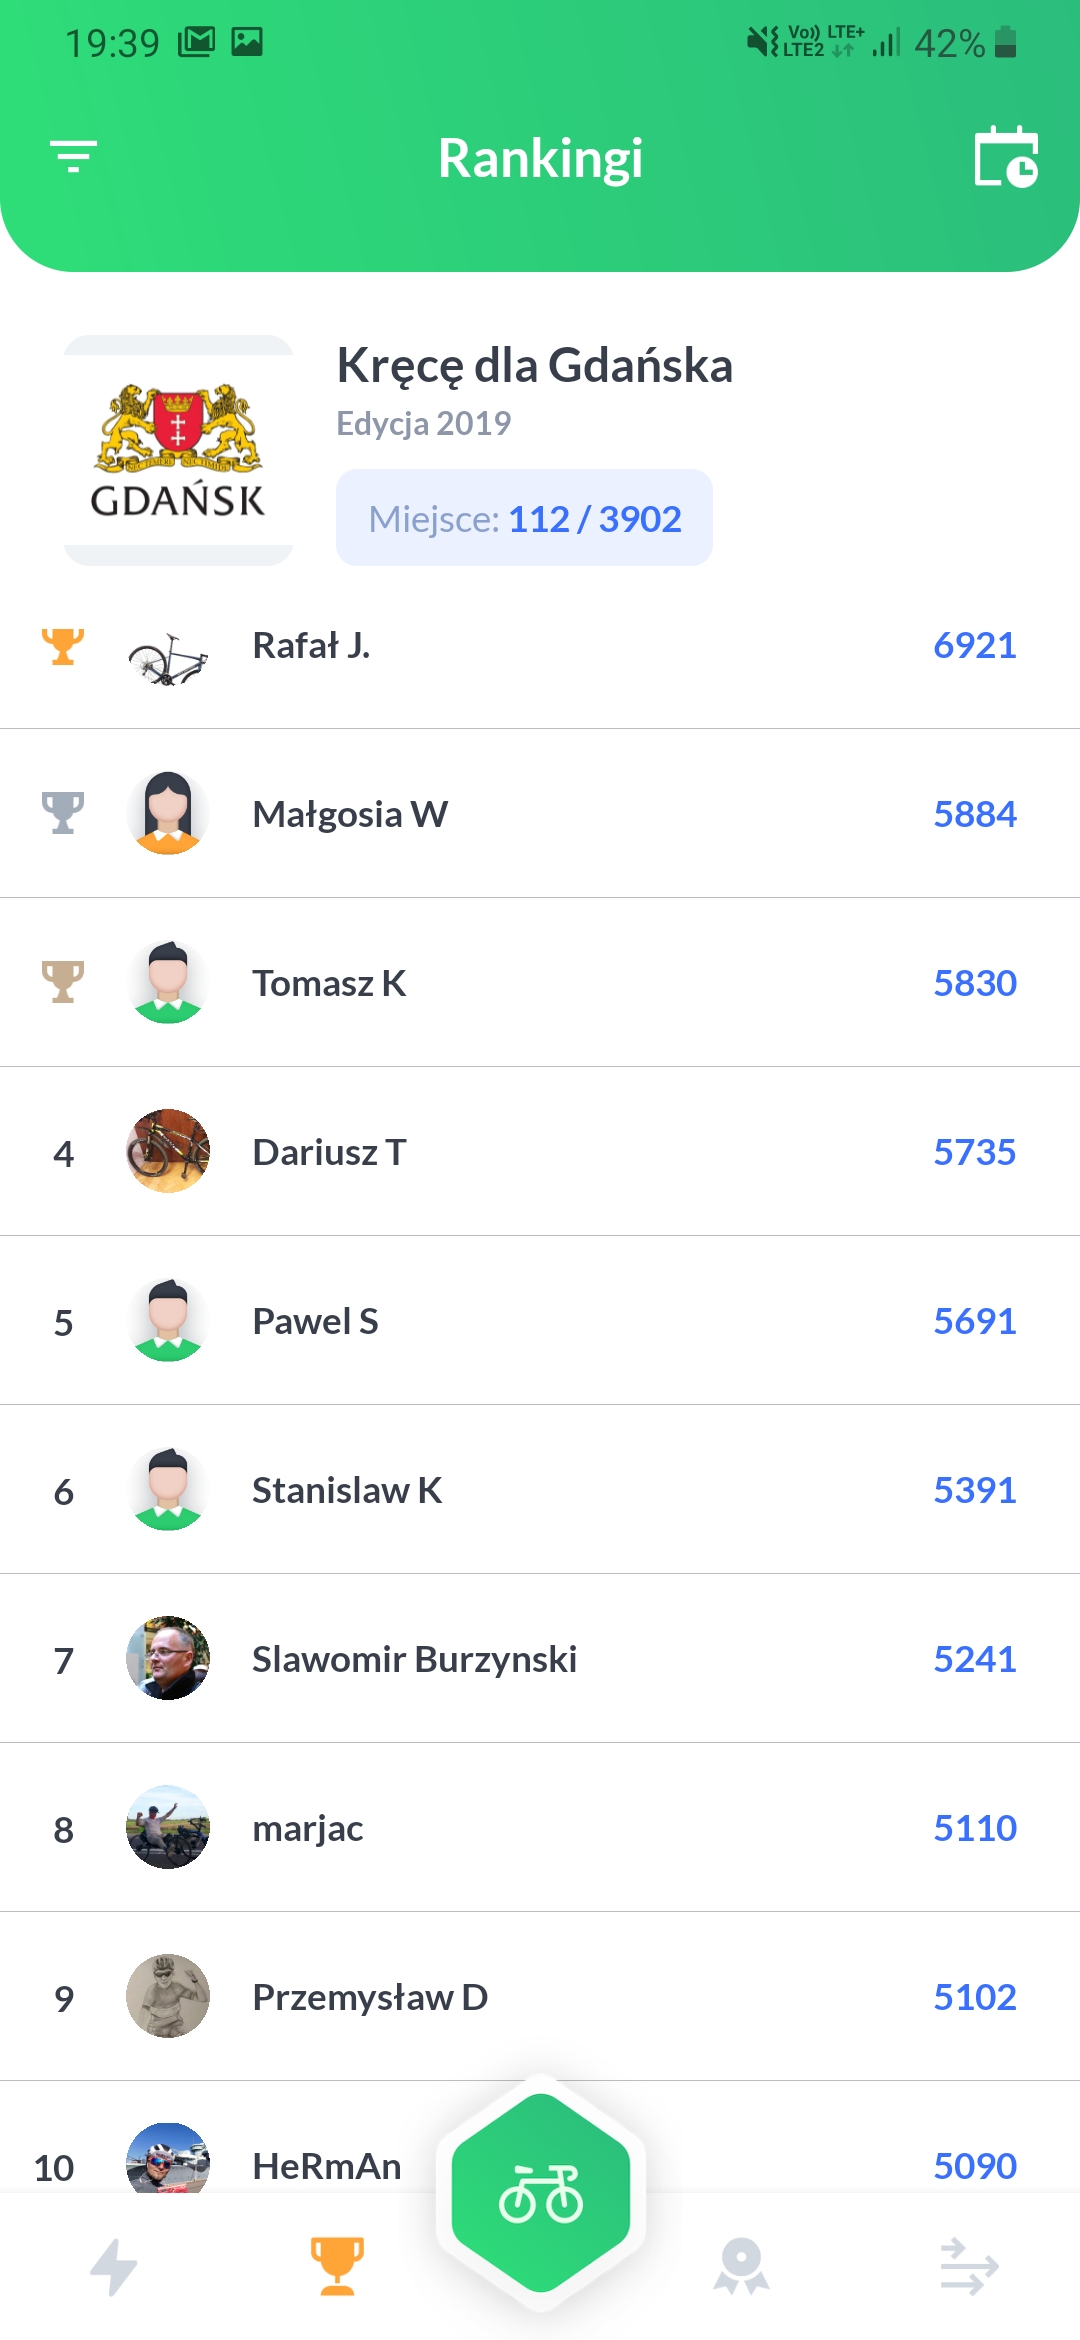 19:39
Vo)) LTE+
LTE2
42%
Rankingi
Kręcę dla Gdańska
Edycja 2019
GDAŃSK
Miejsce: 112 / 3902
Rafał J. 6921
Małgosia W 5884
Tomasz K 5830
4 Dariusz T 5735
5 Pawel S 5691
6 Stanislaw K 5391
7 Slawomir Burzynski 5241
8 marjac 5110
9 Przemysław D 5102
10 HeRmAn 5090